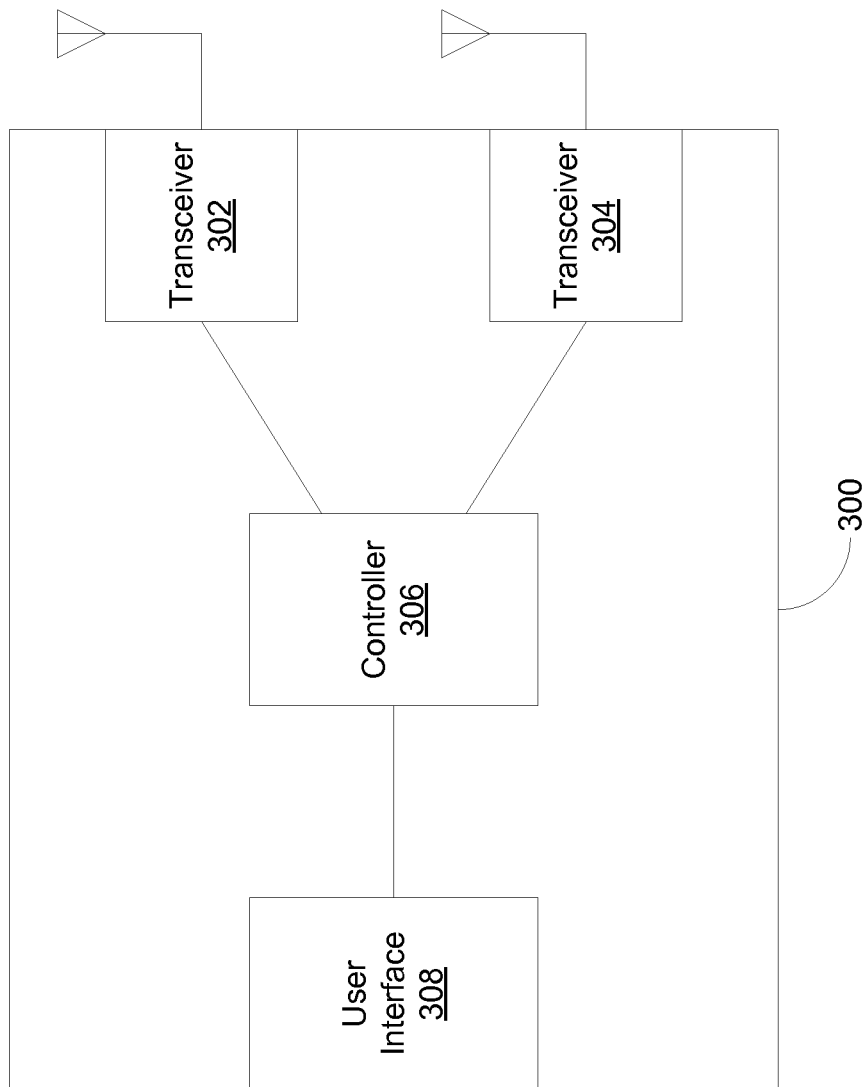 Transceiver
302
Transceiver
304
Controller
306
User
Interface
308
300